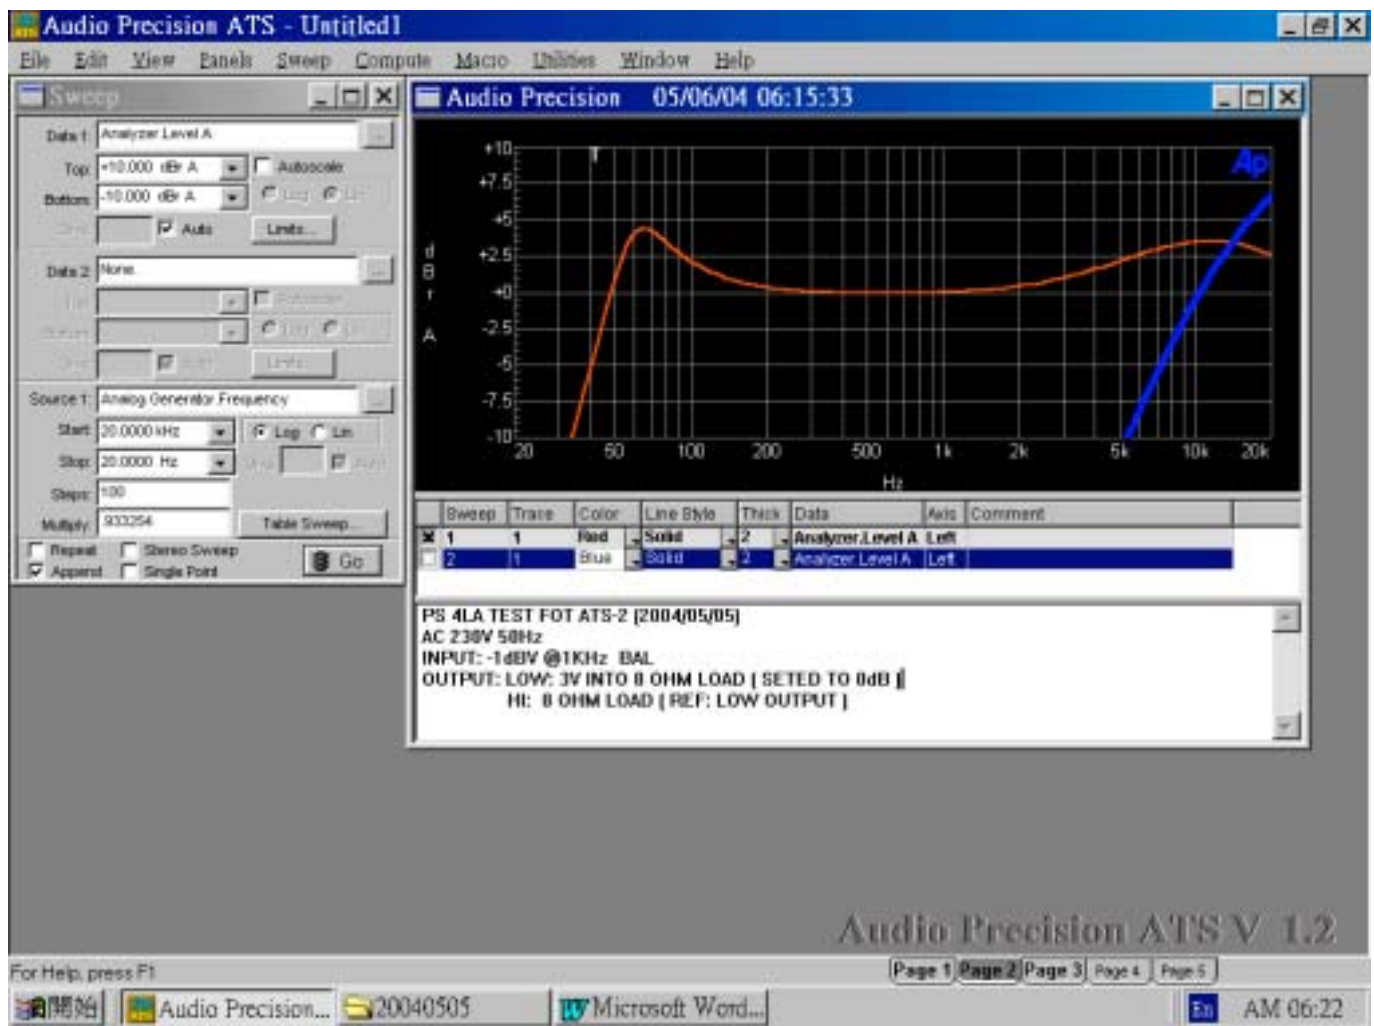 Audio Precision ATS - Untitled1
File Edit View Panels Sweep Compute Macro Utilities Window Help
Sweep
Data 1: Analyzer.Level A
Top: +10.000 dBr A Autoscale
Bottom: -10.000 dBr A Log Lin
Auto Limits...
Data 2: None
Limits...
Source 1: Analog Generator.Frequency
Start: 20.0000 kHz Log Lin
Stop: 20.0000 Hz
Steps: 100
Multiply: .933254 Table Sweep...
Repeat Stereo Sweep
Append Single Point Go
Audio Precision 05/06/04 06:15:33
Ap
+10
+7.5
+5
+2.5
+0
-2.5
-5
-7.5
-10
d
B
r
A
20 50 100 200 500 1k 2k 5k 10k 20k
Hz
Sweep Trace Color Line Style Thick Data Axis Comment
1 1 Red Solid 2 Analyzer.Level A Left
2 1 Blue Solid 2 Analyzer.Level A Left
PS 4LA TEST FOT ATS-2 (2004/05/05)
AC 230V 50Hz
INPUT: -1dBV @1KHz BAL
OUTPUT: LOW: 3V INTO 8 OHM LOAD ( SETED TO 0dB )
HI: 8 OHM LOAD ( REF: LOW OUTPUT )
Audio Precision ATS V 1.2
For Help, press F1
Page 1 Page 2 Page 3 Page 4 Page 5
開始 Audio Precision... 20040505 Microsoft Word... En AM 06:22